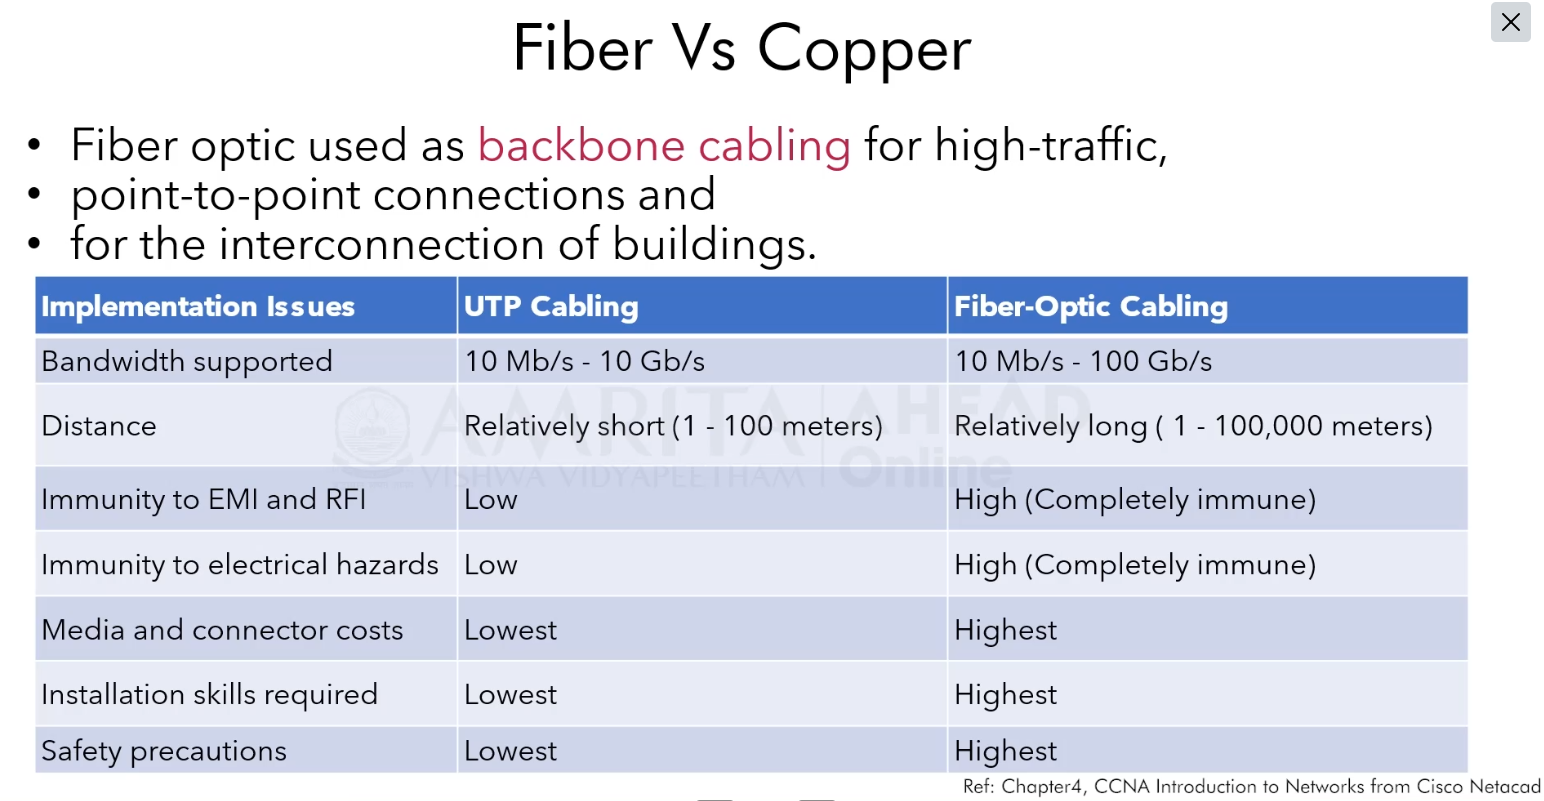 Fiber Vs Copper
• Fiber optic used as backbone cabling for high-traffic,
• point-to-point connections and
• for the interconnection of buildings.
Implementation Issues UTP Cabling Fiber-Optic Cabling
Bandwidth supported 10 Mb/s - 10 Gb/s 10 Mb/s - 100 Gb/s
Distance Relatively short (1 - 100 meters) Relatively long ( 1 - 100,000 meters)
AMRITA AHEAD
VISHWA VIDYAPEETHAM Online
Immunity to EMI and RFI Low High (Completely immune)
Immunity to electrical hazards Low High (Completely immune)
Media and connector costs Lowest Highest
Installation skills required Lowest Highest
Safety precautions Lowest Highest
Ref: Chapter4, CCNA Introduction to Networks from Cisco Netacad